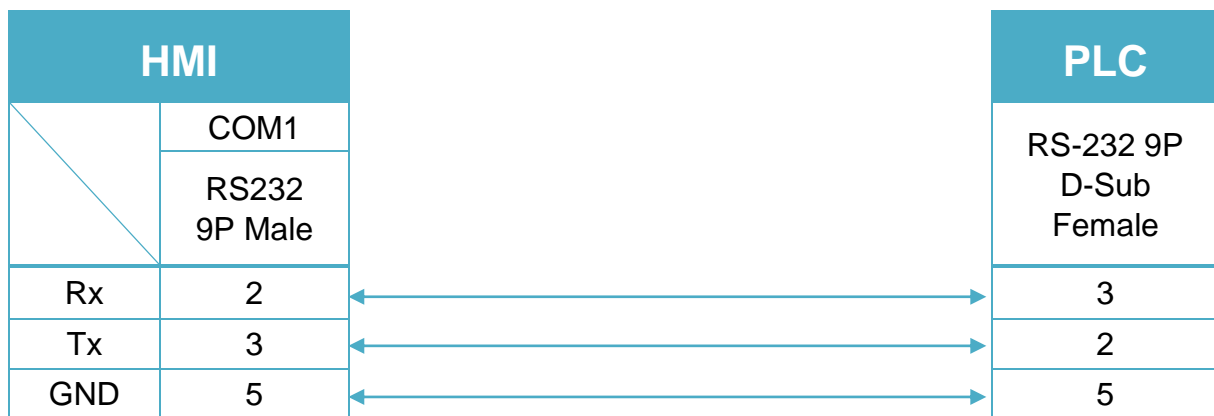 HMI
PLC
COM1
RS232
9P Male
RS-232 9P
D-Sub
Female
Rx 2 3
Tx 3 2
GND 5 5